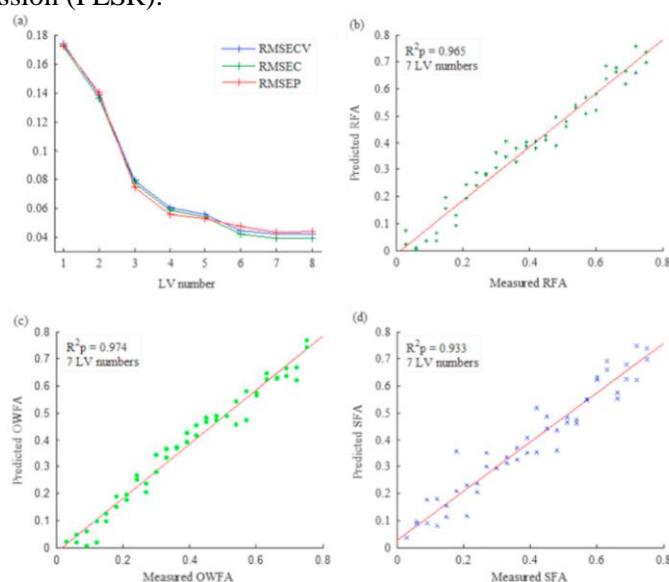 ssion (PLSR).
(a)
0.18
0.16
0.14
0.12
0.10
0.08
0.06
0.04
RMSECV
RMSEC
RMSEP
1 2 3 4 5 6 7 8
LV number
(b)
0.8
0.7
0.6
0.5
0.4
0.3
0.2
0.1
0
R²p = 0.965
7 LV numbers
Predicted RFA
0 0.2 0.4 0.6 0.8
Measured RFA
(c)
0.8
0.7
0.6
0.5
0.4
0.3
0.2
0.1
0
R²p = 0.974
7 LV numbers
Predicted OWFA
0 0.2 0.4 0.6 0.8
Measured OWFA
(d)
0.8
0.7
0.6
0.5
0.4
0.3
0.2
0.1
0
R²p = 0.933
7 LV numbers
Predicted SFA
0 0.2 0.4 0.6 0.8
Measured SFA